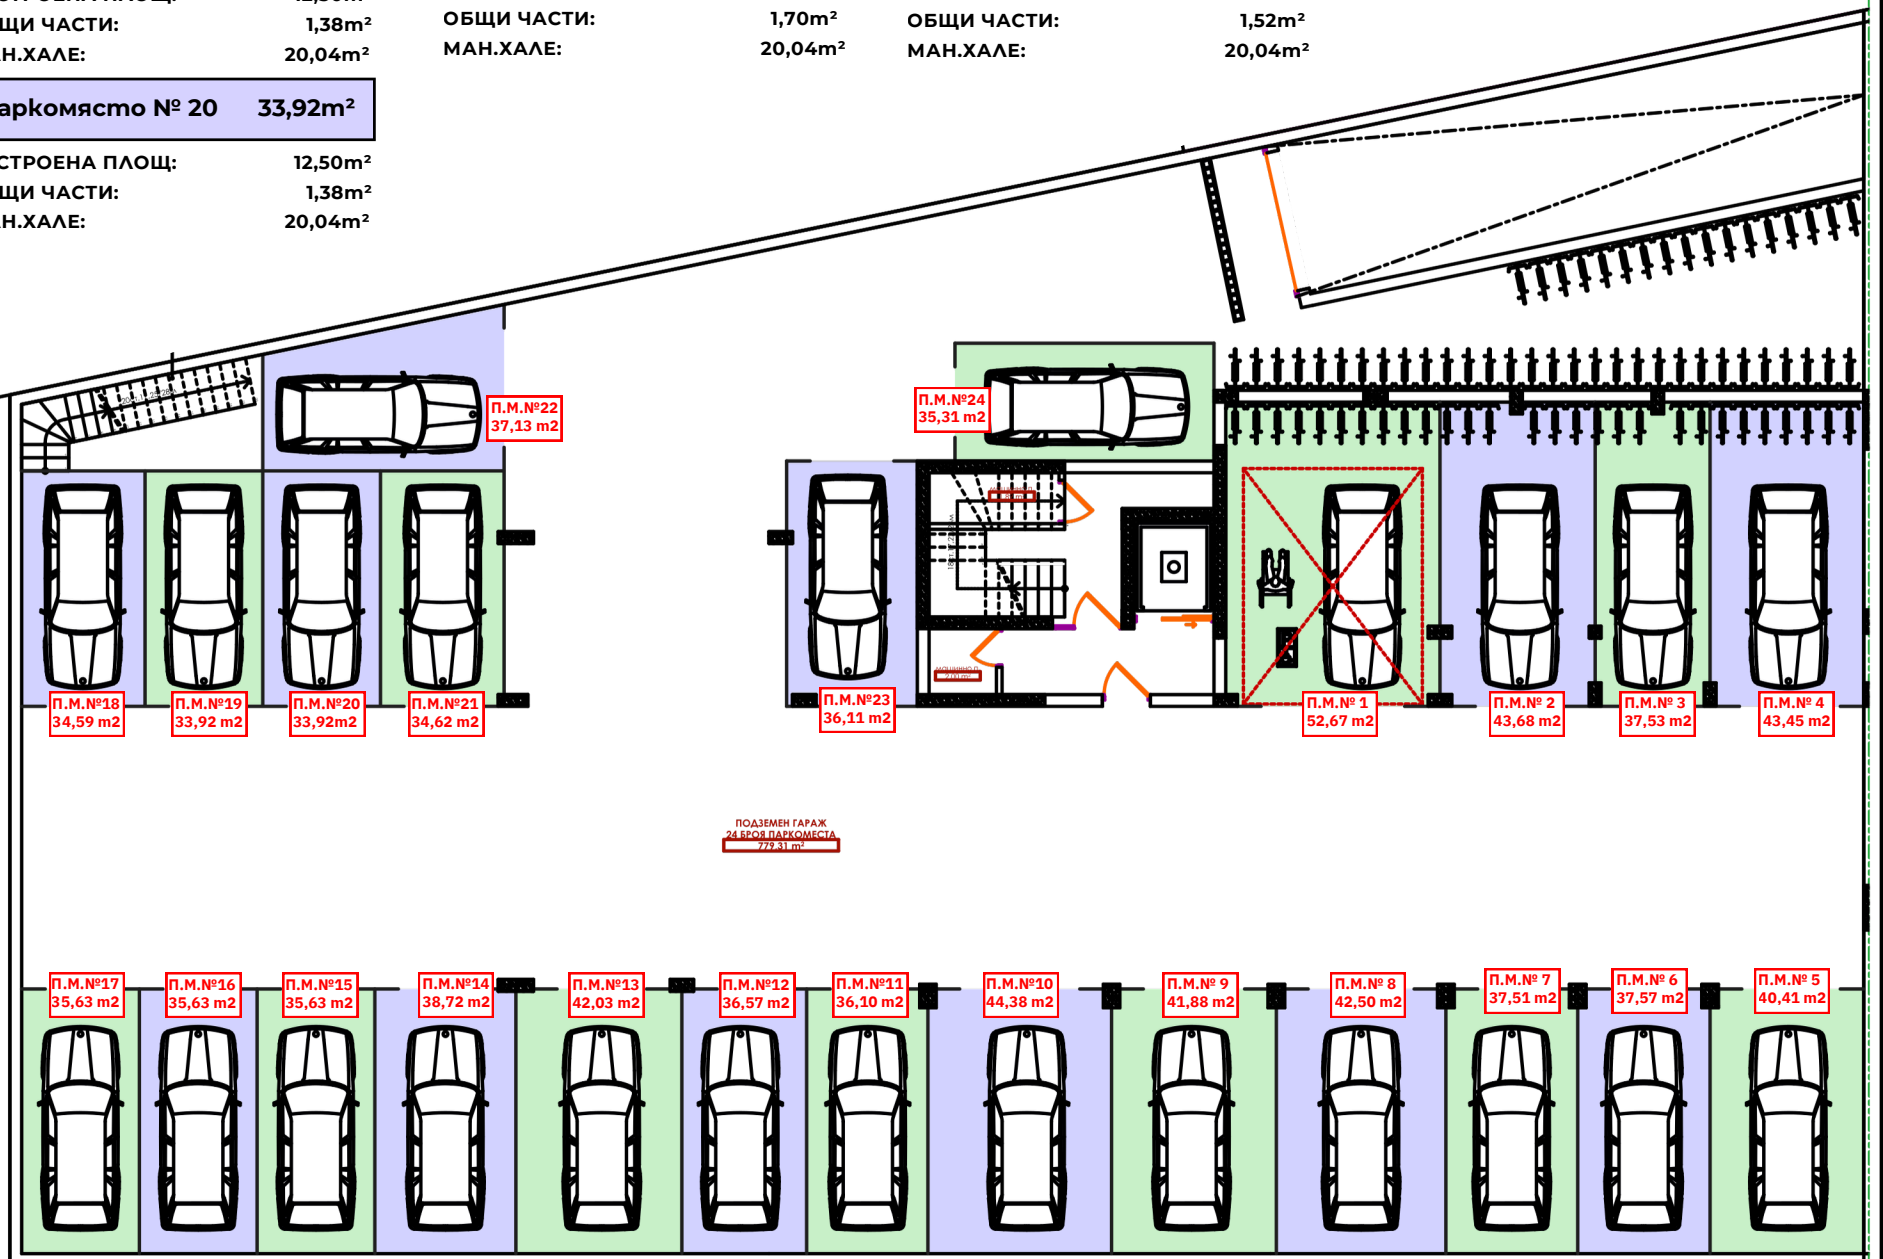 ЩИ ЧАСТИ: 1,38m²
Н.ХАЛЕ: 20,04m²
аркомясто № 20 33,92m²
СТРОЕНА ПЛОЩ: 12,50m²
ЩИ ЧАСТИ: 1,38m²
Н.ХАЛЕ: 20,04m²
ОБЩИ ЧАСТИ: 1,70m²
МАН.ХАЛЕ: 20,04m²
ОБЩИ ЧАСТИ: 1,52m²
МАН.ХАЛЕ: 20,04m²
П.М.№22
37,13 m2
П.М.№24
35,31 m2
П.М.№18
34,59 m2
П.М.№19
33,92 m2
П.М.№20
33,92m2
П.М.№21
34,62 m2
П.М.№23
36,11 m2
П.М.№ 1
52,67 m2
П.М.№ 2
43,68 m2
П.М.№ 3
37,53 m2
П.М.№ 4
43,45 m2
ПОДЗЕМЕН ГАРАЖ
24 БРОЯ ПАРКОМЕСТА
779.31 m²
П.М.№17
35,63 m2
П.М.№16
35,63 m2
П.М.№15
35,63 m2
П.М.№14
38,72 m2
П.М.№13
42,03 m2
П.М.№12
36,57 m2
П.М.№11
36,10 m2
П.М.№10
44,38 m2
П.М.№ 9
41,88 m2
П.М.№ 8
42,50 m2
П.М.№ 7
37,51 m2
П.М.№ 6
37,57 m2
П.М.№ 5
40,41 m2